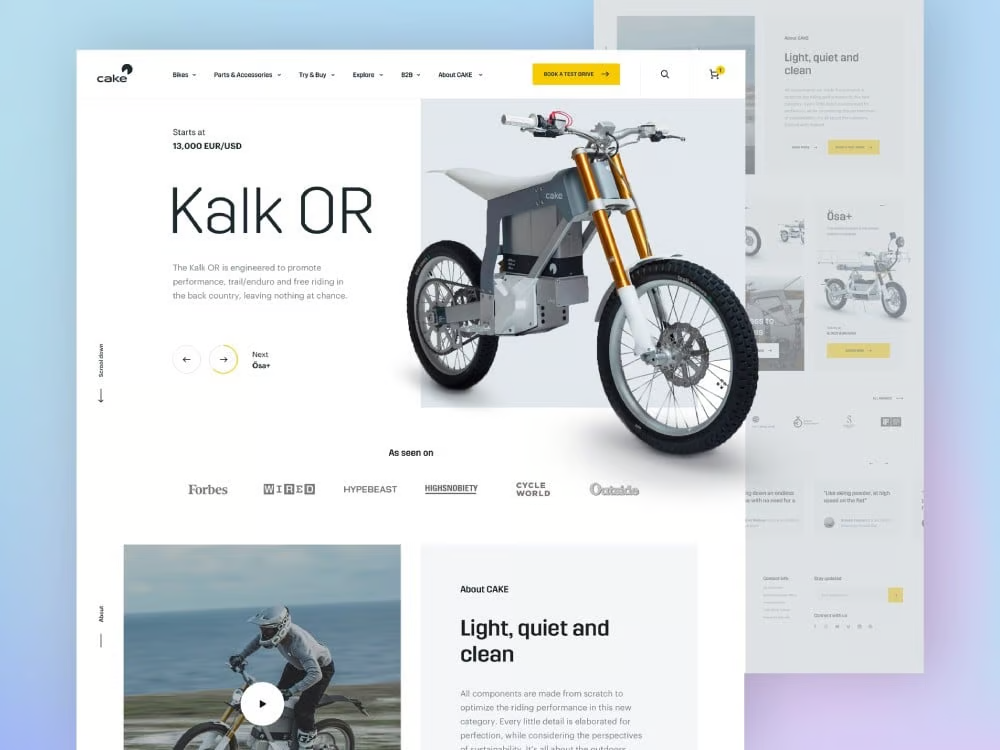 cake
Bikes
Parts & Accessories
Try & Buy
Explore
B2B
About CAKE
BOOK A TEST DRIVE
1
Starts at
13,000 EUR/USD
Kalk OR
The Kalk OR is engineered to promote
performance, trail/enduro and free riding in
the back country, leaving nothing at chance.
cake
Next
Ösa+
Scrool down
As seen on
Forbes
WIRED
HYPEBEAST
HIGHSNOBIETY
CYCLE
WORLD
Outside
About
About CAKE
Light, quiet and
clean
All components are made from scratch to
optimize the riding performance in this new
category. Every little detail is elaborated for
perfection, while considering the perspectives
of sustainability. It's all about the outdoors
About CAKE
Light, quiet and
clean
Ösa+
"Like skiing powder, at high
speed on the flat"
Stay updated